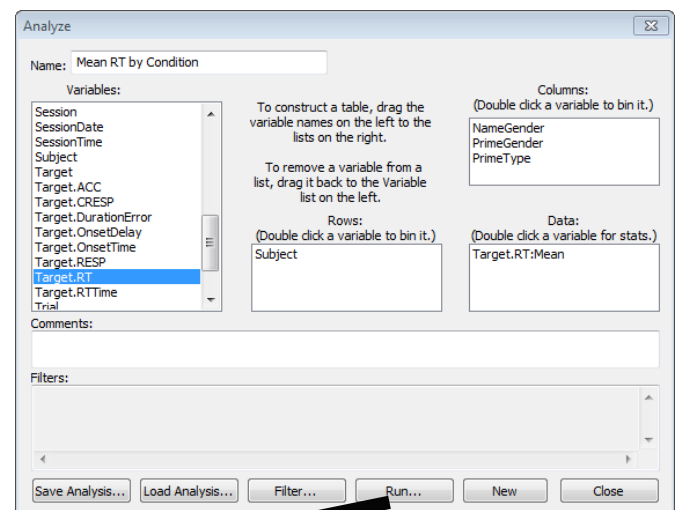 Analyze
Name: Mean RT by Condition
Variables:
Session
SessionDate
SessionTime
Subject
Target
Target.ACC
Target.CRESP
Target.DurationError
Target.OnsetDelay
Target.OnsetTime
Target.RESP
Target.RT
Target.RTTime
Trial
To construct a table, drag the
variable names on the left to the
lists on the right.
To remove a variable from a
list, drag it back to the Variable
list on the left.
Columns:
(Double click a variable to bin it.)
NameGender
PrimeGender
PrimeType
Rows:
(Double click a variable to bin it.)
Subject
Data:
(Double click a variable for stats.)
Target.RT:Mean
Comments:
Filters:
Save Analysis... Load Analysis... Filter... Run... New Close